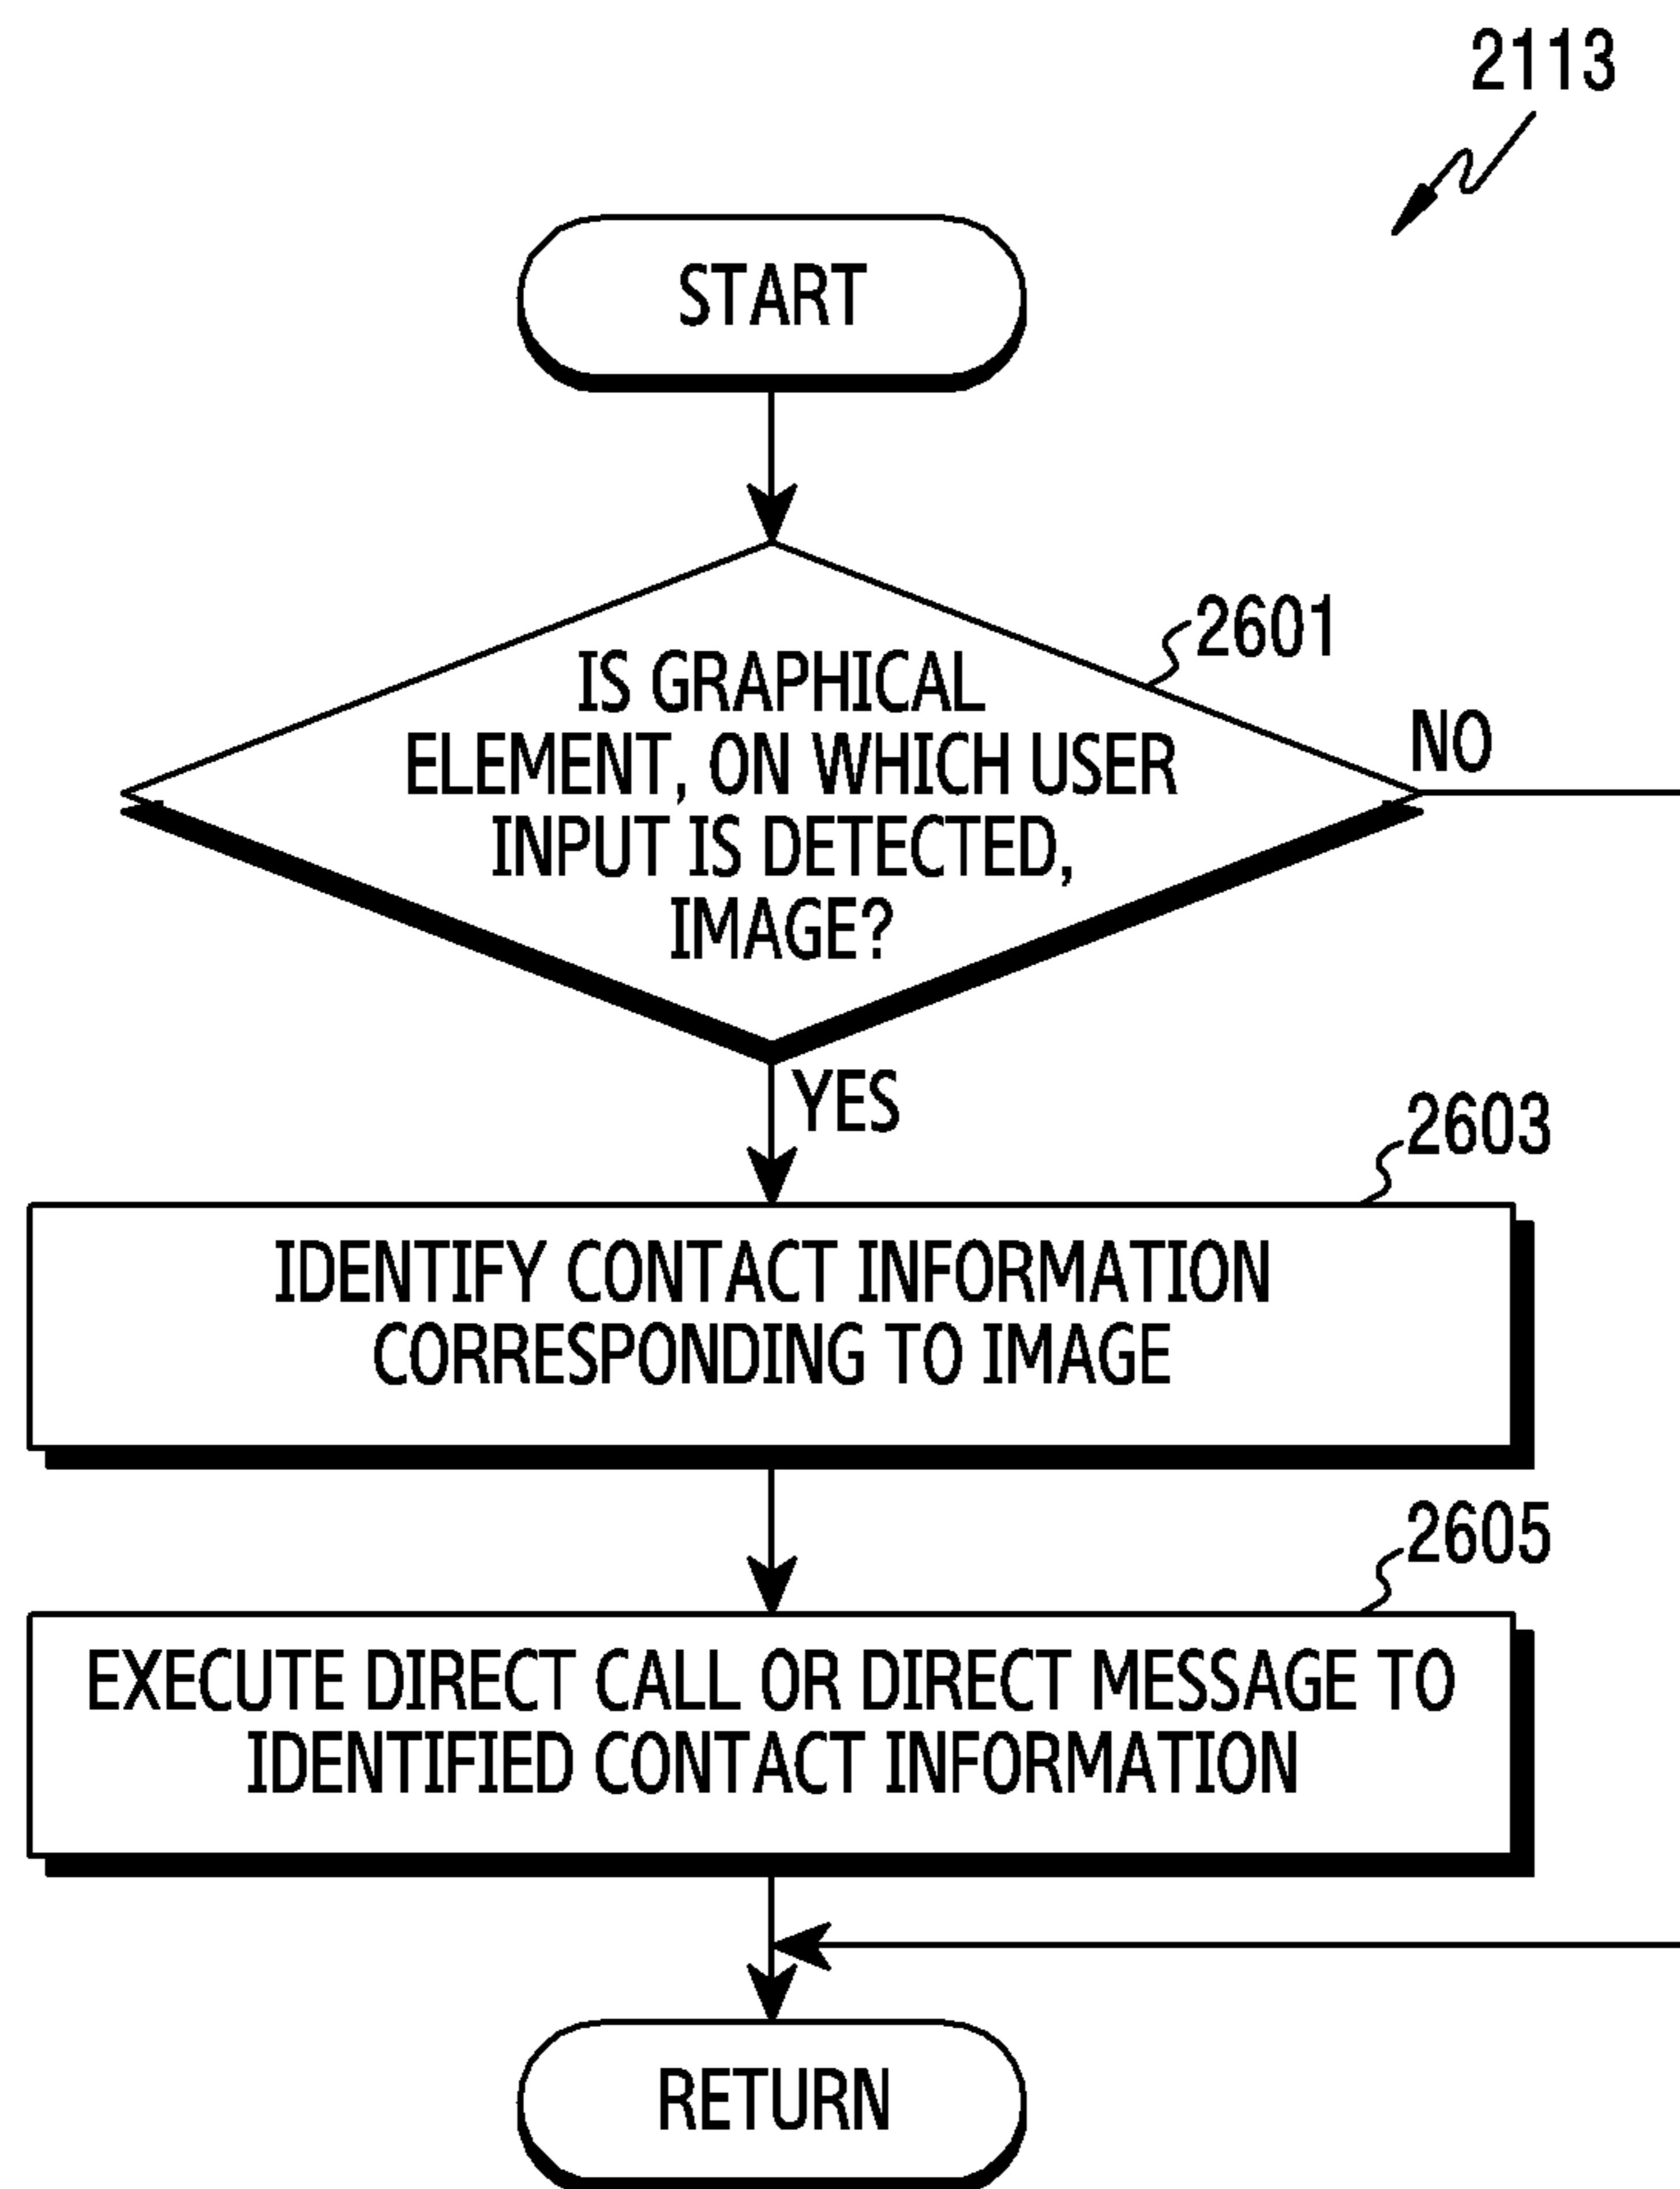 2113
START
2601
IS GRAPHICAL
ELEMENT, ON WHICH USER
INPUT IS DETECTED,
IMAGE?
NO
YES
2603
IDENTIFY CONTACT INFORMATION
CORRESPONDING TO IMAGE
2605
EXECUTE DIRECT CALL OR DIRECT MESSAGE TO
IDENTIFIED CONTACT INFORMATION
RETURN